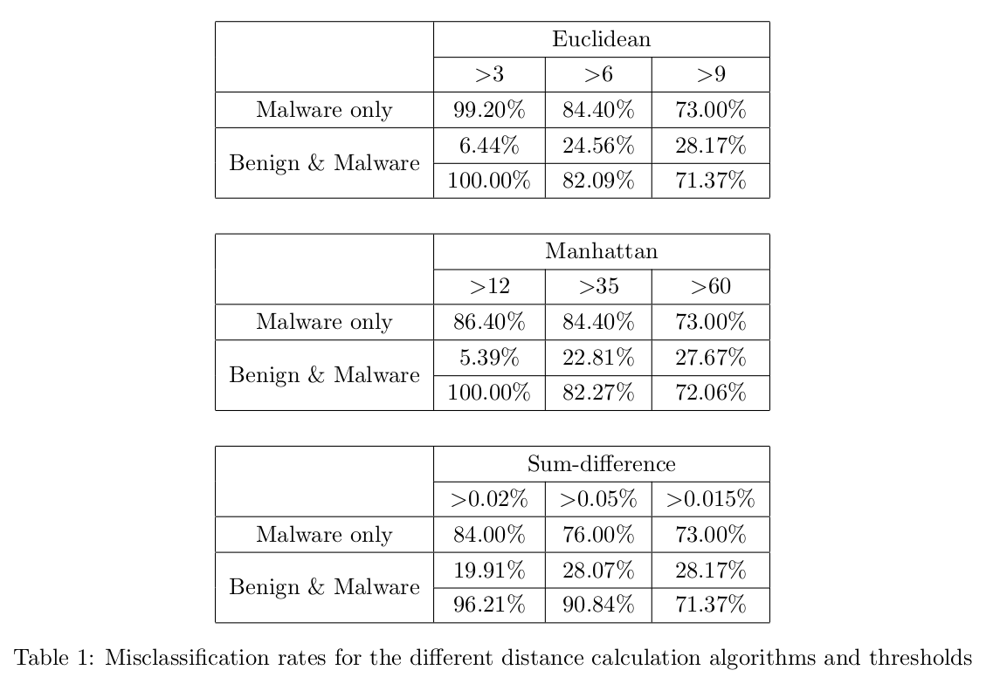 Euclidean
>3 >6 >9
Malware only 99.20% 84.40% 73.00%
Benign & Malware 6.44% 24.56% 28.17%
100.00% 82.09% 71.37%
Manhattan
>12 >35 >60
Malware only 86.40% 84.40% 73.00%
Benign & Malware 5.39% 22.81% 27.67%
100.00% 82.27% 72.06%
Sum-difference
>0.02% >0.05% >0.015%
Malware only 84.00% 76.00% 73.00%
Benign & Malware 19.91% 28.07% 28.17%
96.21% 90.84% 71.37%
Table 1: Misclassification rates for the different distance calculation algorithms and thresholds